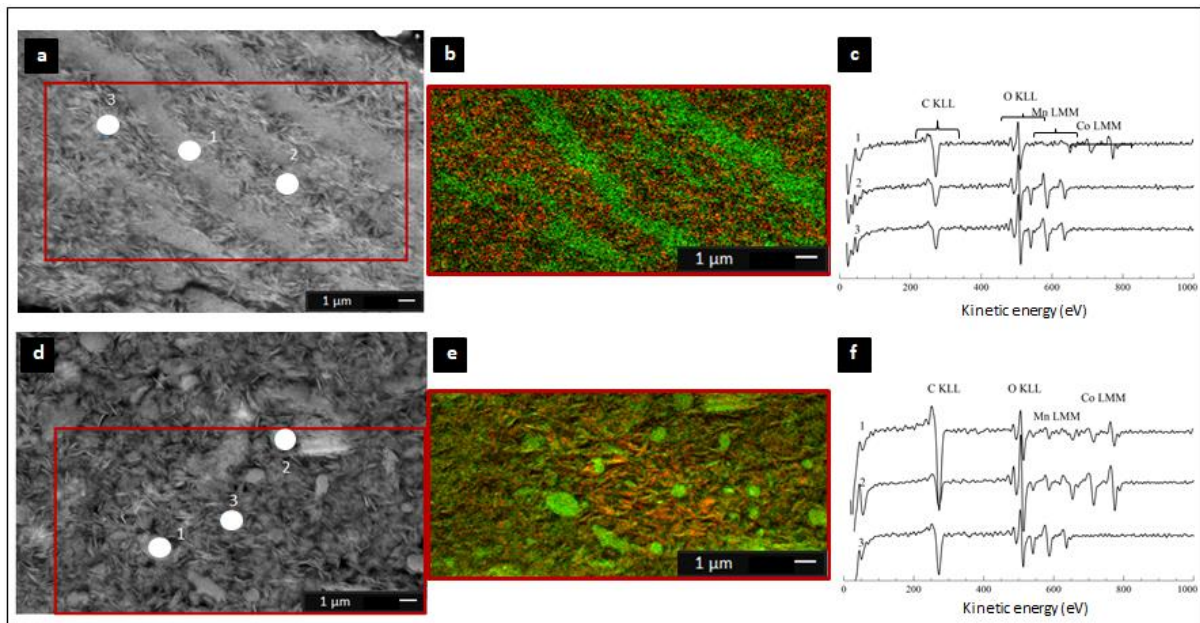 a
3
1
2
1 µm
b
1 µm
c
C KLL
O KLL
Mn LMM
Co LMM
1
2
3
0 200 400 600 800 1000
Kinetic energy (eV)
d
2
3
1
1 µm
e
1 µm
f
C KLL
O KLL
Mn LMM
Co LMM
1
2
3
0 200 400 600 800 1000
Kinetic energy (eV)